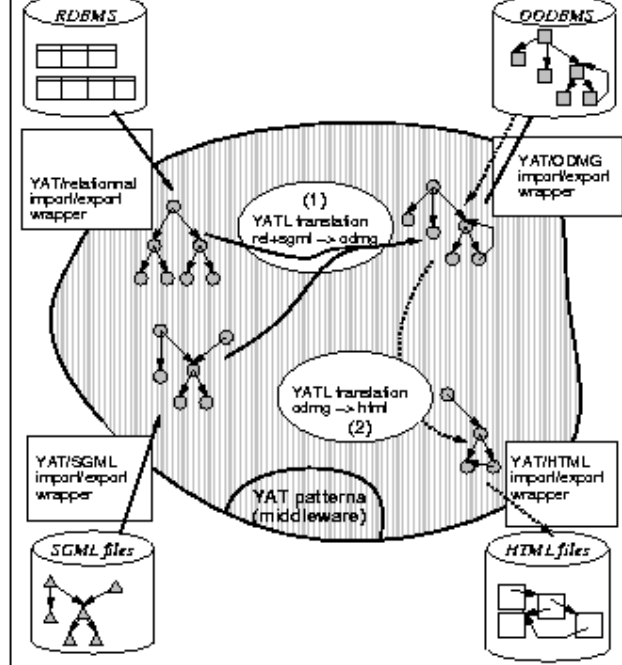 RDBMS
OODBMS
YAT/relationnal
import/export
wrapper
YAT/ODMG
import/export
wrapper
(1)
YATL translation
rel+sgml --> odmg
YATL translation
odmg --> html
(2)
YAT/SGML
import/export
wrapper
YAT/HTML
import/export
wrapper
YAT patterns
(middleware)
SGML files
HTML files